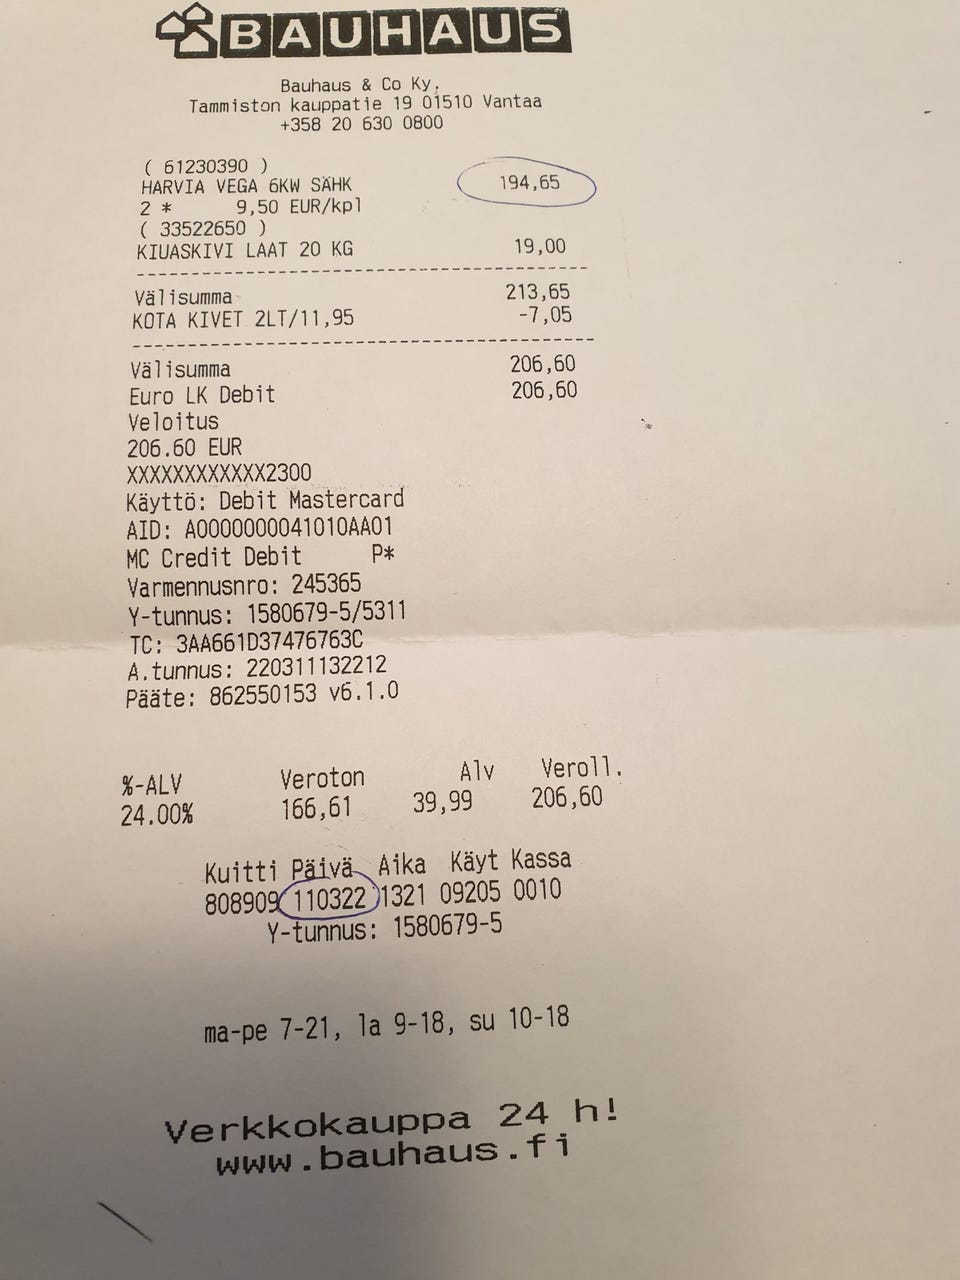 BAUHAUS
Bauhaus & Co Ky.
Tammiston kauppatie 19 01510 Vantaa
+358 20 630 0800
( 61230390 )
HARVIA VEGA 6KW SÄHK 194,65
2 * 9,50 EUR/kpl
( 33522650 )
KIUASKIVI LAAT 20 KG 19,00
Välisumma 213,65
KOTA KIVET 2LT/11,95 -7,05
Välisumma 206,60
Euro LK Debit 206,60
Veloitus
206.60 EUR
XXXXXXXXXXXX2300
Käyttö: Debit Mastercard
AID: A0000000041010AA01
MC Credit Debit P*
Varmennusnro: 245365
Y-tunnus: 1580679-5/5311
TC: 3AA661D37476763C
A.tunnus: 220311132212
Pääte: 862550153 v6.1.0
%-ALV Veroton Alv Veroll.
24.00% 166,61 39,99 206,60
Kuitti Päivä Aika Käyt Kassa
808909 110322 1321 09205 0010
Y-tunnus: 1580679-5
ma-pe 7-21, la 9-18, su 10-18
Verkkokauppa 24 h!
www.bauhaus.fi